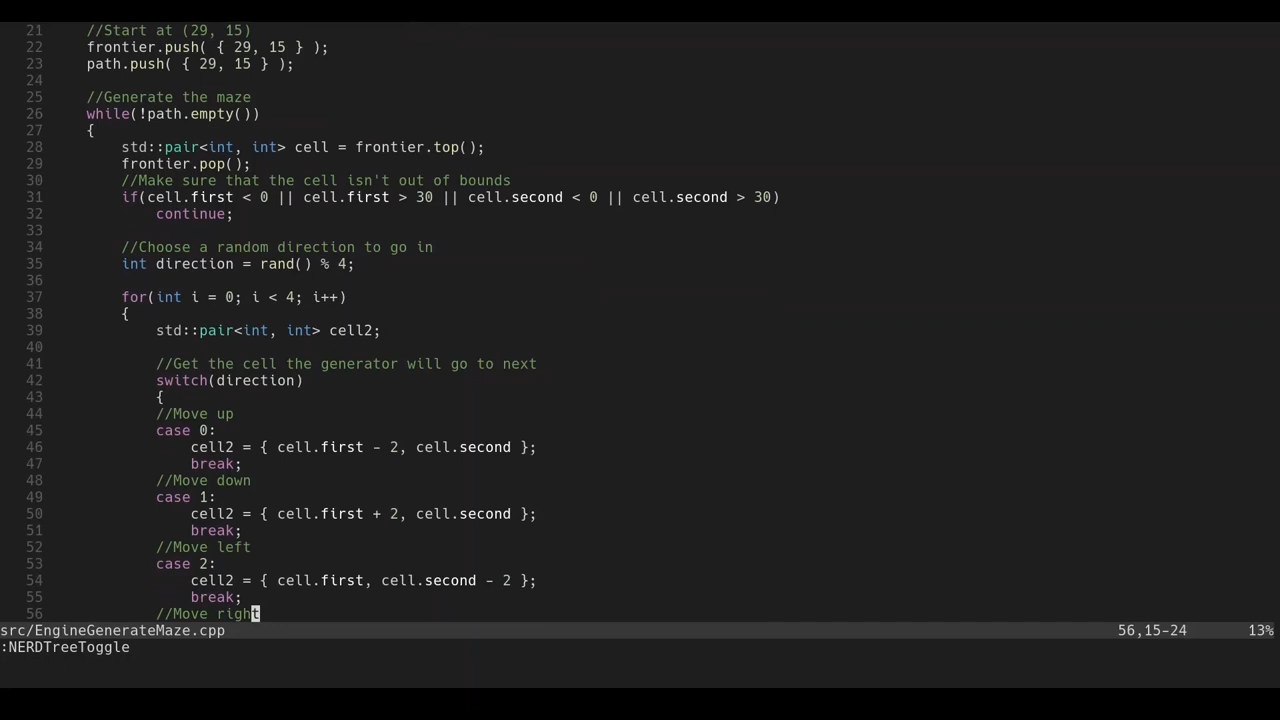 21 //Start at (29, 15)
22 frontier.push( { 29, 15 } );
23 path.push( { 29, 15 } );
24
25 //Generate the maze
26 while(!path.empty())
27 {
28 std::pair<int, int> cell = frontier.top();
29 frontier.pop();
30 //Make sure that the cell isn't out of bounds
31 if(cell.first < 0 || cell.first > 30 || cell.second < 0 || cell.second > 30)
32 continue;
33
34 //Choose a random direction to go in
35 int direction = rand() % 4;
36
37 for(int i = 0; i < 4; i++)
38 {
39 std::pair<int, int> cell2;
40
41 //Get the cell the generator will go to next
42 switch(direction)
43 {
44 //Move up
45 case 0:
46 cell2 = { cell.first - 2, cell.second };
47 break;
48 //Move down
49 case 1:
50 cell2 = { cell.first + 2, cell.second };
51 break;
52 //Move left
53 case 2:
54 cell2 = { cell.first, cell.second - 2 };
55 break;
56 //Move right
src/EngineGenerateMaze.cpp 56,15-24 13%
:NERDTreeToggle